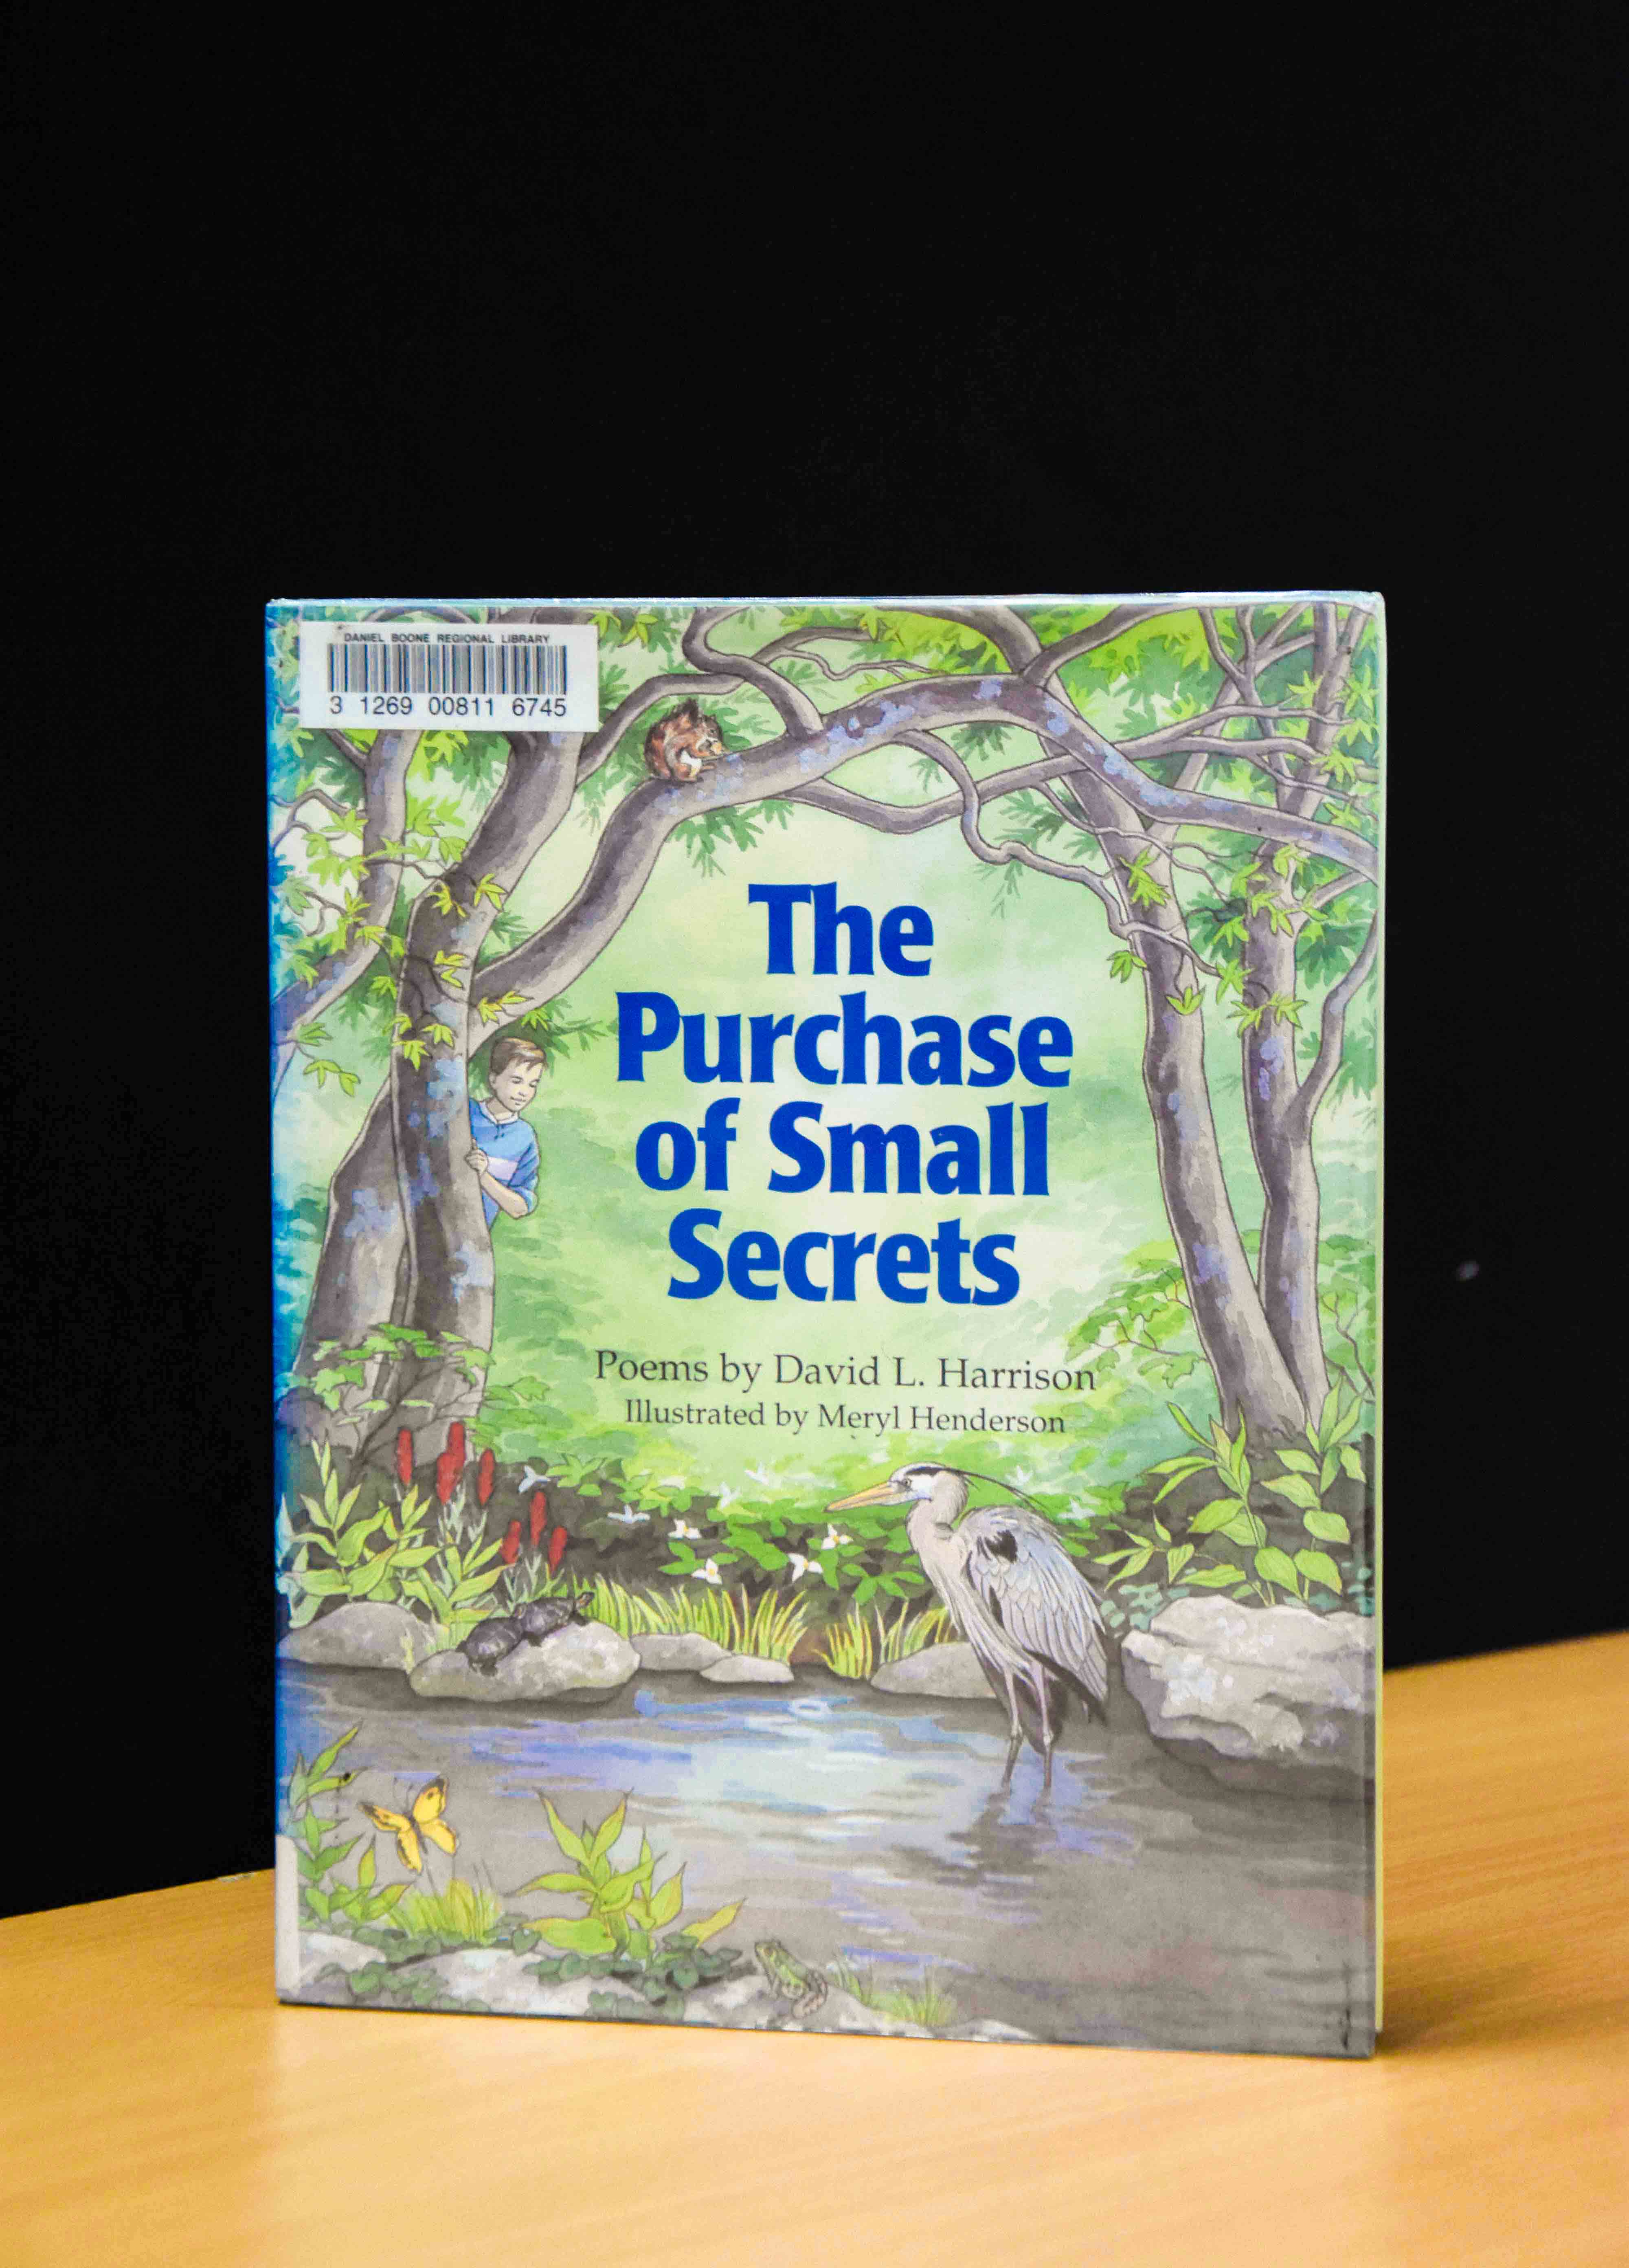 DANIEL BOONE REGIONAL LIBRARY
3 1269 00811 6745
The
Purchase
of Small
Secrets
Poems by David L. Harrison
Illustrated by Meryl Henderson